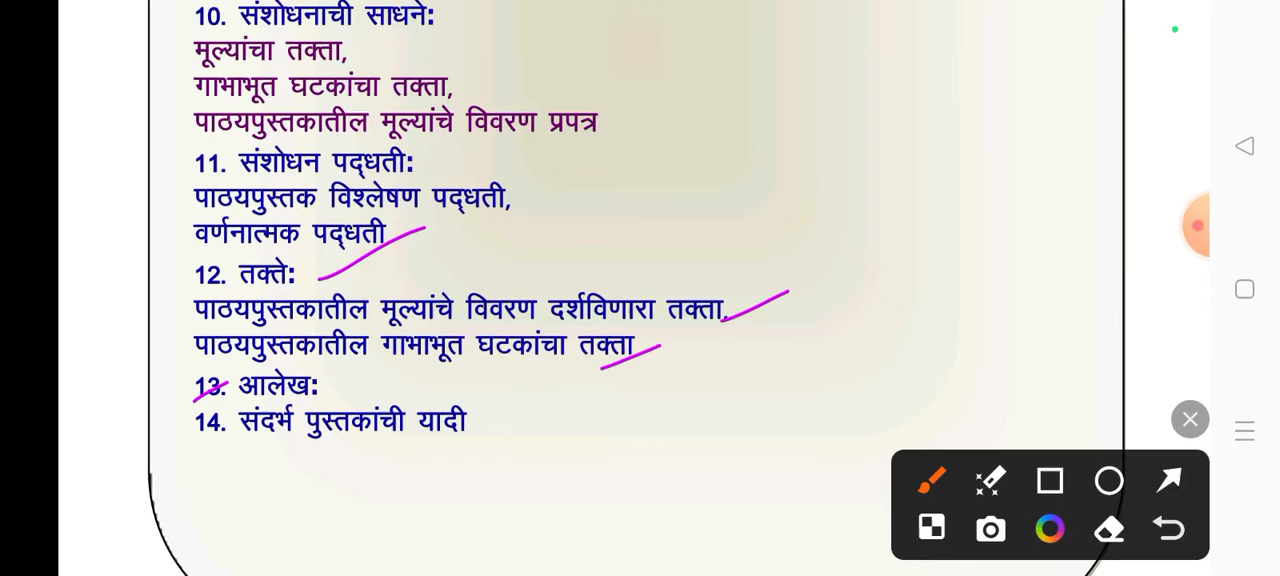 10. संशोधनाची साधने:
मूल्यांचा तक्ता,
गाभाभूत घटकांचा तक्ता,
पाठयपुस्तकातील मूल्यांचे विवरण प्रपत्र
11. संशोधन पद्धती:
पाठयपुस्तक विश्लेषण पद्धती,
वर्णनात्मक पद्धती
12. तक्ते:
पाठयपुस्तकातील मूल्यांचे विवरण दर्शविणारा तक्ता.
पाठयपुस्तकातील गाभाभूत घटकांचा तक्ता
13. आलेख:
14. संदर्भ पुस्तकांची यादी